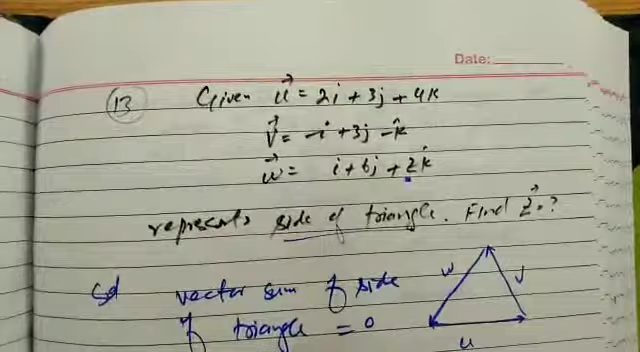 Date:
13 Given u⃗ = 2i + 3j + 4k
v⃗ = -i + 3j - k̂
w⃗ = i + 6j + zk̂
represents side of triangle. Find z⃗.?
Sol vector sum of side
of triangle = 0
w v
u